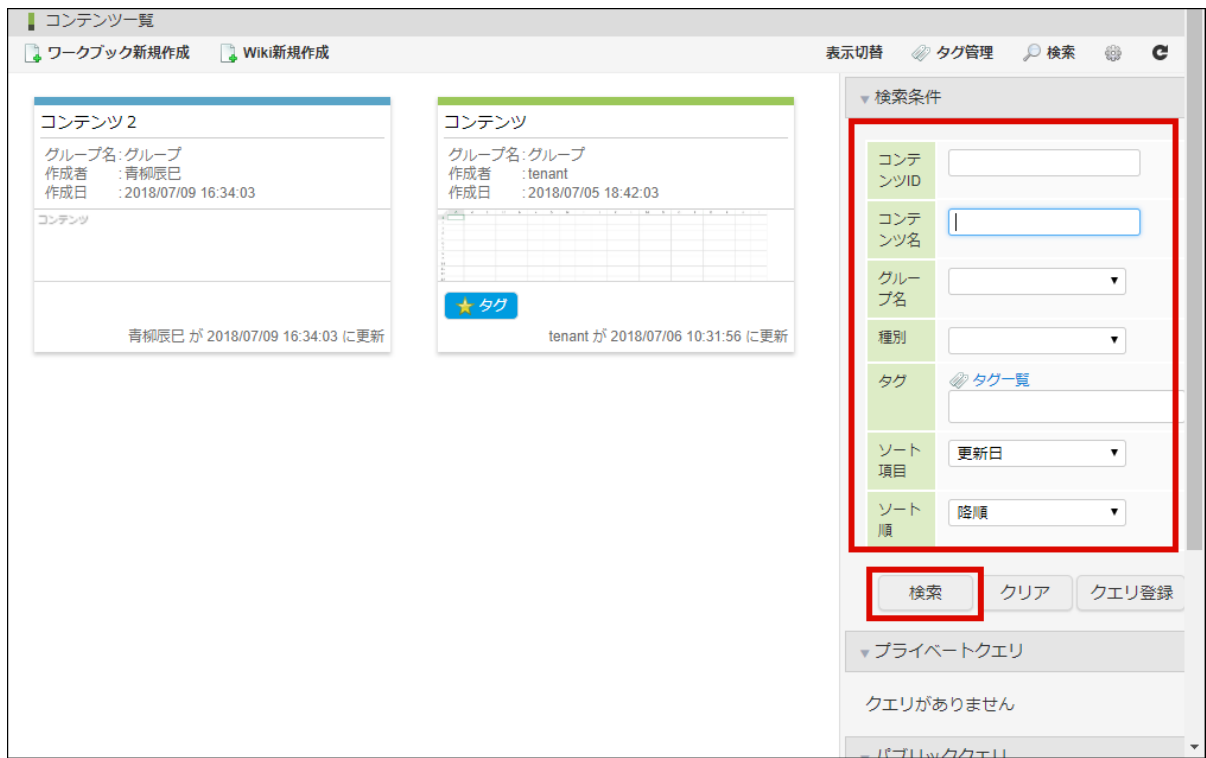 コンテンツ一覧
ワークブック新規作成 Wiki新規作成 表示切替 タグ管理 検索
コンテンツ 2
グループ名:グループ
作成者 :青柳辰巳
作成日 :2018/07/09 16:34:03
コンテンツ
青柳辰巳 が 2018/07/09 16:34:03 に更新
コンテンツ
グループ名:グループ
作成者 :tenant
作成日 :2018/07/05 18:42:03
タグ
tenant が 2018/07/06 10:31:56 に更新
検索条件
コンテ
ンツID
コンテ
ンツ名
グルー
プ名
種別
タグ タグ一覧
ソート
項目 更新日
ソート
順 降順
検索 クリア クエリ登録
プライベートクエリ
クエリがありません
パブリッククエリ